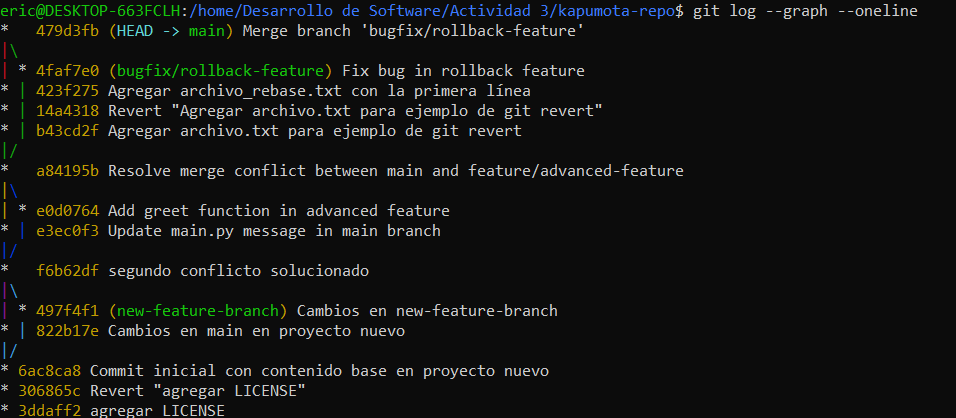 eric@DESKTOP-663FCLH:/home/Desarrollo de Software/Actividad 3/kapumota-repo$ git log --graph --oneline
*   479d3fb (HEAD -> main) Merge branch 'bugfix/rollback-feature'
|\
| * 4faf7e0 (bugfix/rollback-feature) Fix bug in rollback feature
* | 423f275 Agregar archivo_rebase.txt con la primera línea
* | 14a4318 Revert "Agregar archivo.txt para ejemplo de git revert"
* | b43cd2f Agregar archivo.txt para ejemplo de git revert
|/
*   a84195b Resolve merge conflict between main and feature/advanced-feature
|\
| * e0d0764 Add greet function in advanced feature
* | e3ec0f3 Update main.py message in main branch
|/
*   f6b62df segundo conflicto solucionado
|\
| * 497f4f1 (new-feature-branch) Cambios en new-feature-branch
* | 822b17e Cambios en main en proyecto nuevo
|/
* 6ac8ca8 Commit inicial con contenido base en proyecto nuevo
* 306865c Revert "agregar LICENSE"
* 3ddaff2 agregar LICENSE